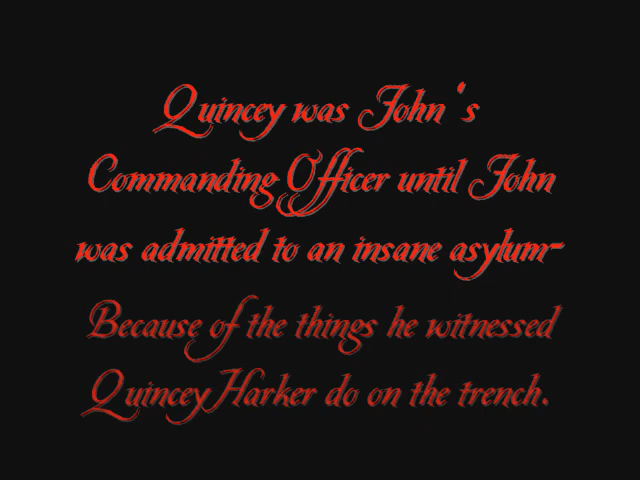 Quincey was John's
Commanding Officer until John
was admitted to an insane asylum-
Because of the things he witnessed
Quincey Harker do on the trench.